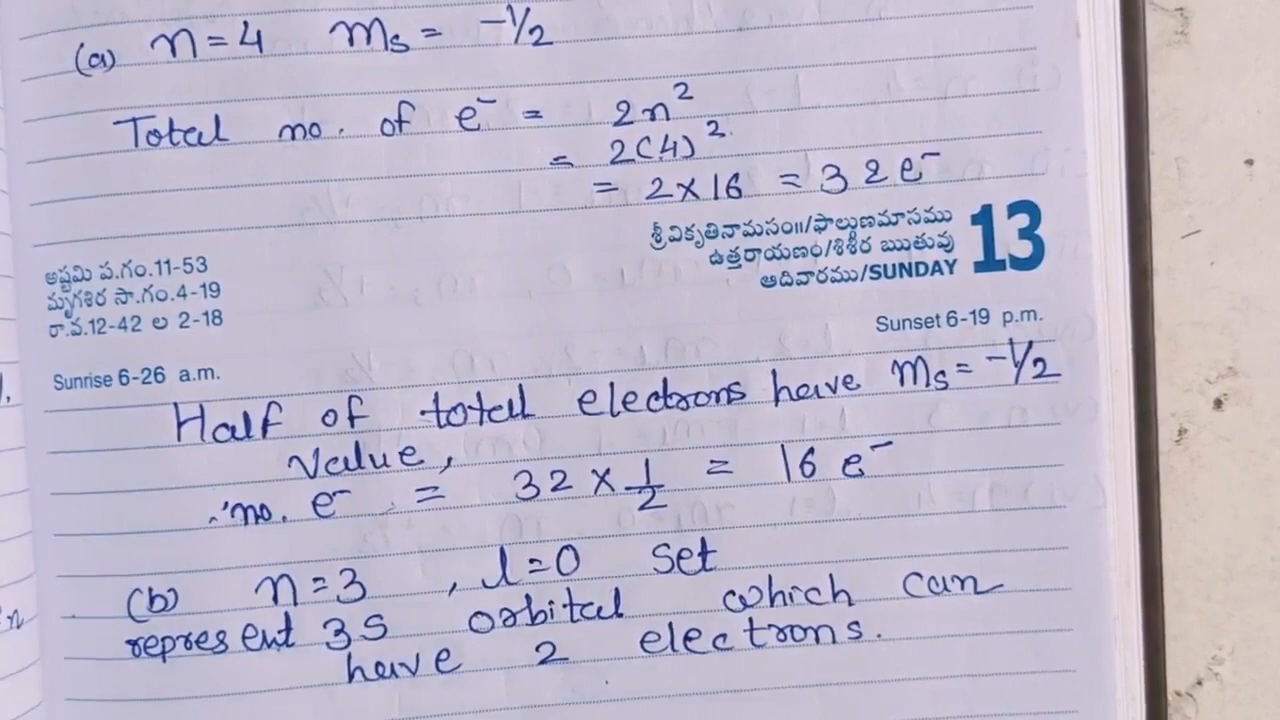 (a) n=4 ms = -1/2
Total no. of e⁻ = 2n²
= 2(4)²
= 2×16 = 32e⁻
శ్రీవికృతినామసం॥/ఫాల్గుణమాసము
ఉత్తరాయణం/శిశిర ఋతువు
ఆదివారము/SUNDAY 13
అష్టమి ప.గం.11-53
మృగశిర సా.గం.4-19
రా.వ.12-42 ల 2-18
Sunset 6-19 p.m.
Sunrise 6-26 a.m.
Half of total electrons have ms = -1/2
value,
∴ no. e⁻ = 32 × 1/2 = 16 e⁻
(b) n=3 , l=0 set
represent 3s orbital which can
have 2 electrons.